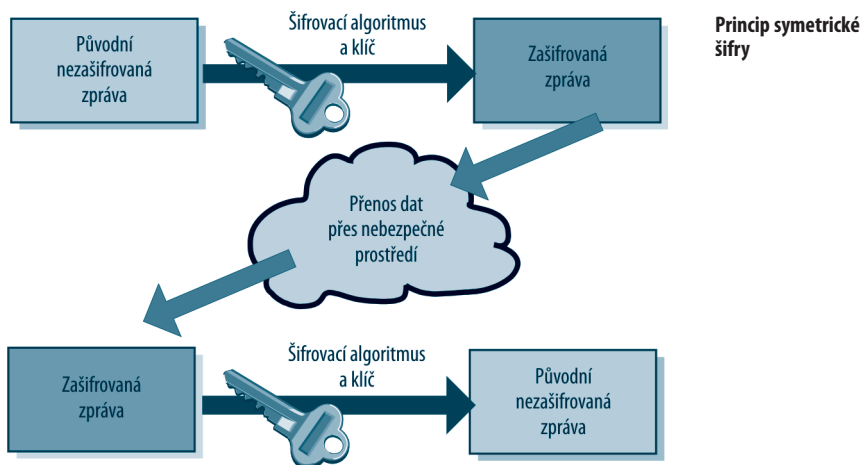 Původní
nezašifrovaná
zpráva
Šifrovací algoritmus
a klíč
Zašifrovaná
zpráva
Princip symetrické
šifry
Přenos dat
přes nebezpečné
prostředí
Zašifrovaná
zpráva
Šifrovací algoritmus
a klíč
Původní
nezašifrovaná
zpráva